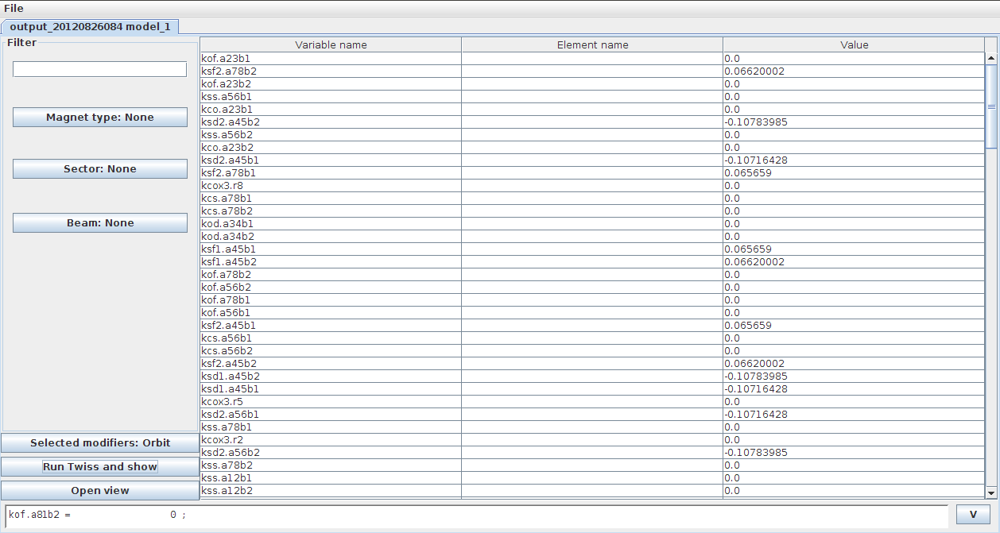 File
output_20120826084 model_1
Filter
Magnet type: None
Sector: None
Beam: None
Selected modifiers: Orbit
Run Twiss and show
Open view
Variable name Element name Value
kof.a23b1 0.0
ksf2.a78b2 0.06620002
kof.a23b2 0.0
kss.a56b1 0.0
kco.a23b1 0.0
ksd2.a45b2 -0.10783985
kss.a56b2 0.0
kco.a23b2 0.0
ksd2.a45b1 -0.10716428
ksf2.a78b1 0.065659
kcox3.r8 0.0
kcs.a78b1 0.0
kcs.a78b2 0.0
kod.a34b1 0.0
kod.a34b2 0.0
ksf1.a45b1 0.065659
ksf1.a45b2 0.06620002
kof.a78b2 0.0
kof.a56b2 0.0
kof.a78b1 0.0
kof.a56b1 0.0
ksf2.a45b1 0.065659
kcs.a56b1 0.0
kcs.a56b2 0.0
ksf2.a45b2 0.06620002
ksd1.a45b2 -0.10783985
ksd1.a45b1 -0.10716428
kcox3.r5 0.0
ksd2.a56b1 -0.10716428
kss.a78b1 0.0
kcox3.r2 0.0
ksd2.a56b2 -0.10783985
kss.a78b2 0.0
kss.a12b1 0.0
kss.a12b2 0.0
kof.a81b2 = 0 ;
V